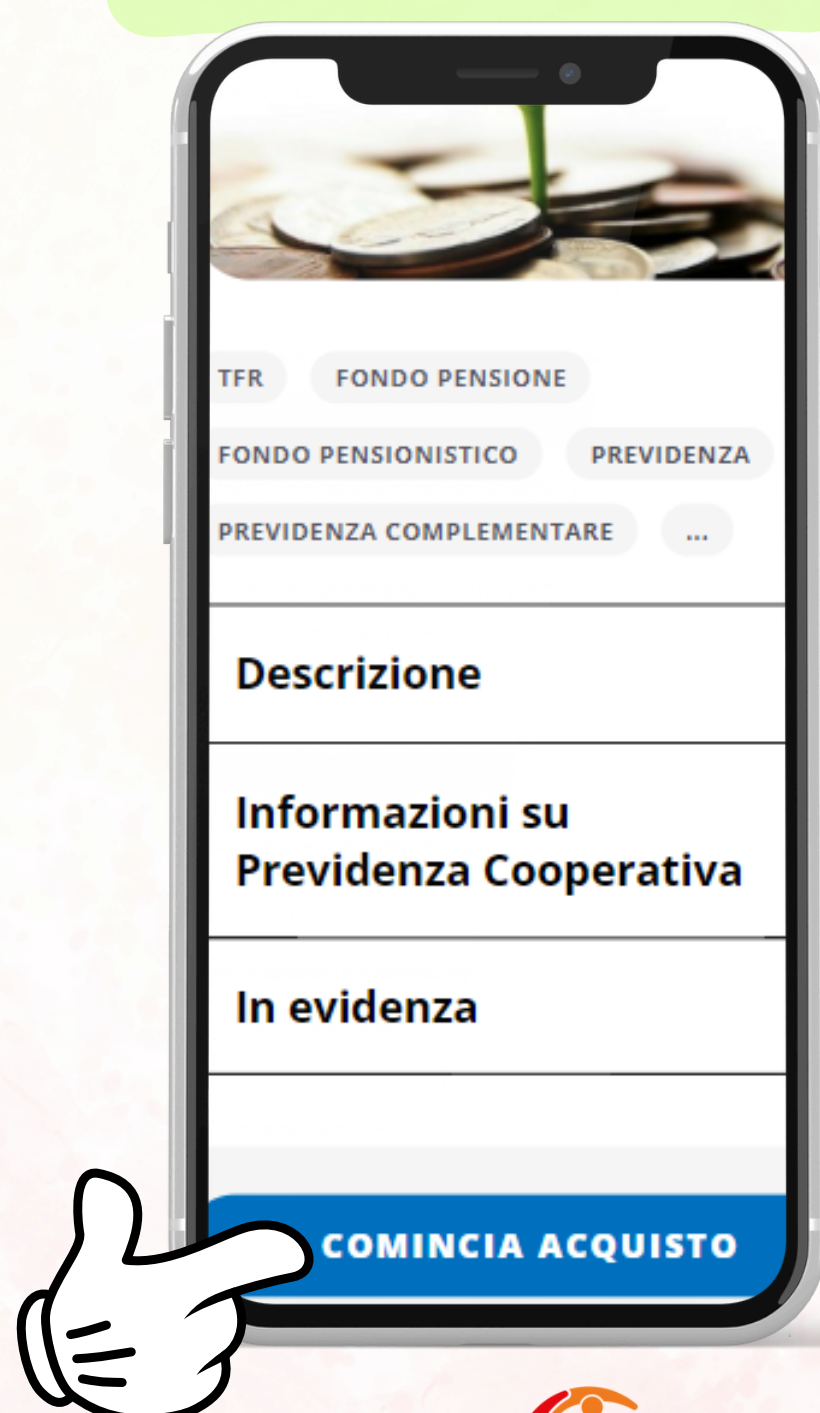 TFR FONDO PENSIONE
FONDO PENSIONISTICO PREVIDENZA
PREVIDENZA COMPLEMENTARE ...
Descrizione
Informazioni su
Previdenza Cooperativa
In evidenza
COMINCIA ACQUISTO